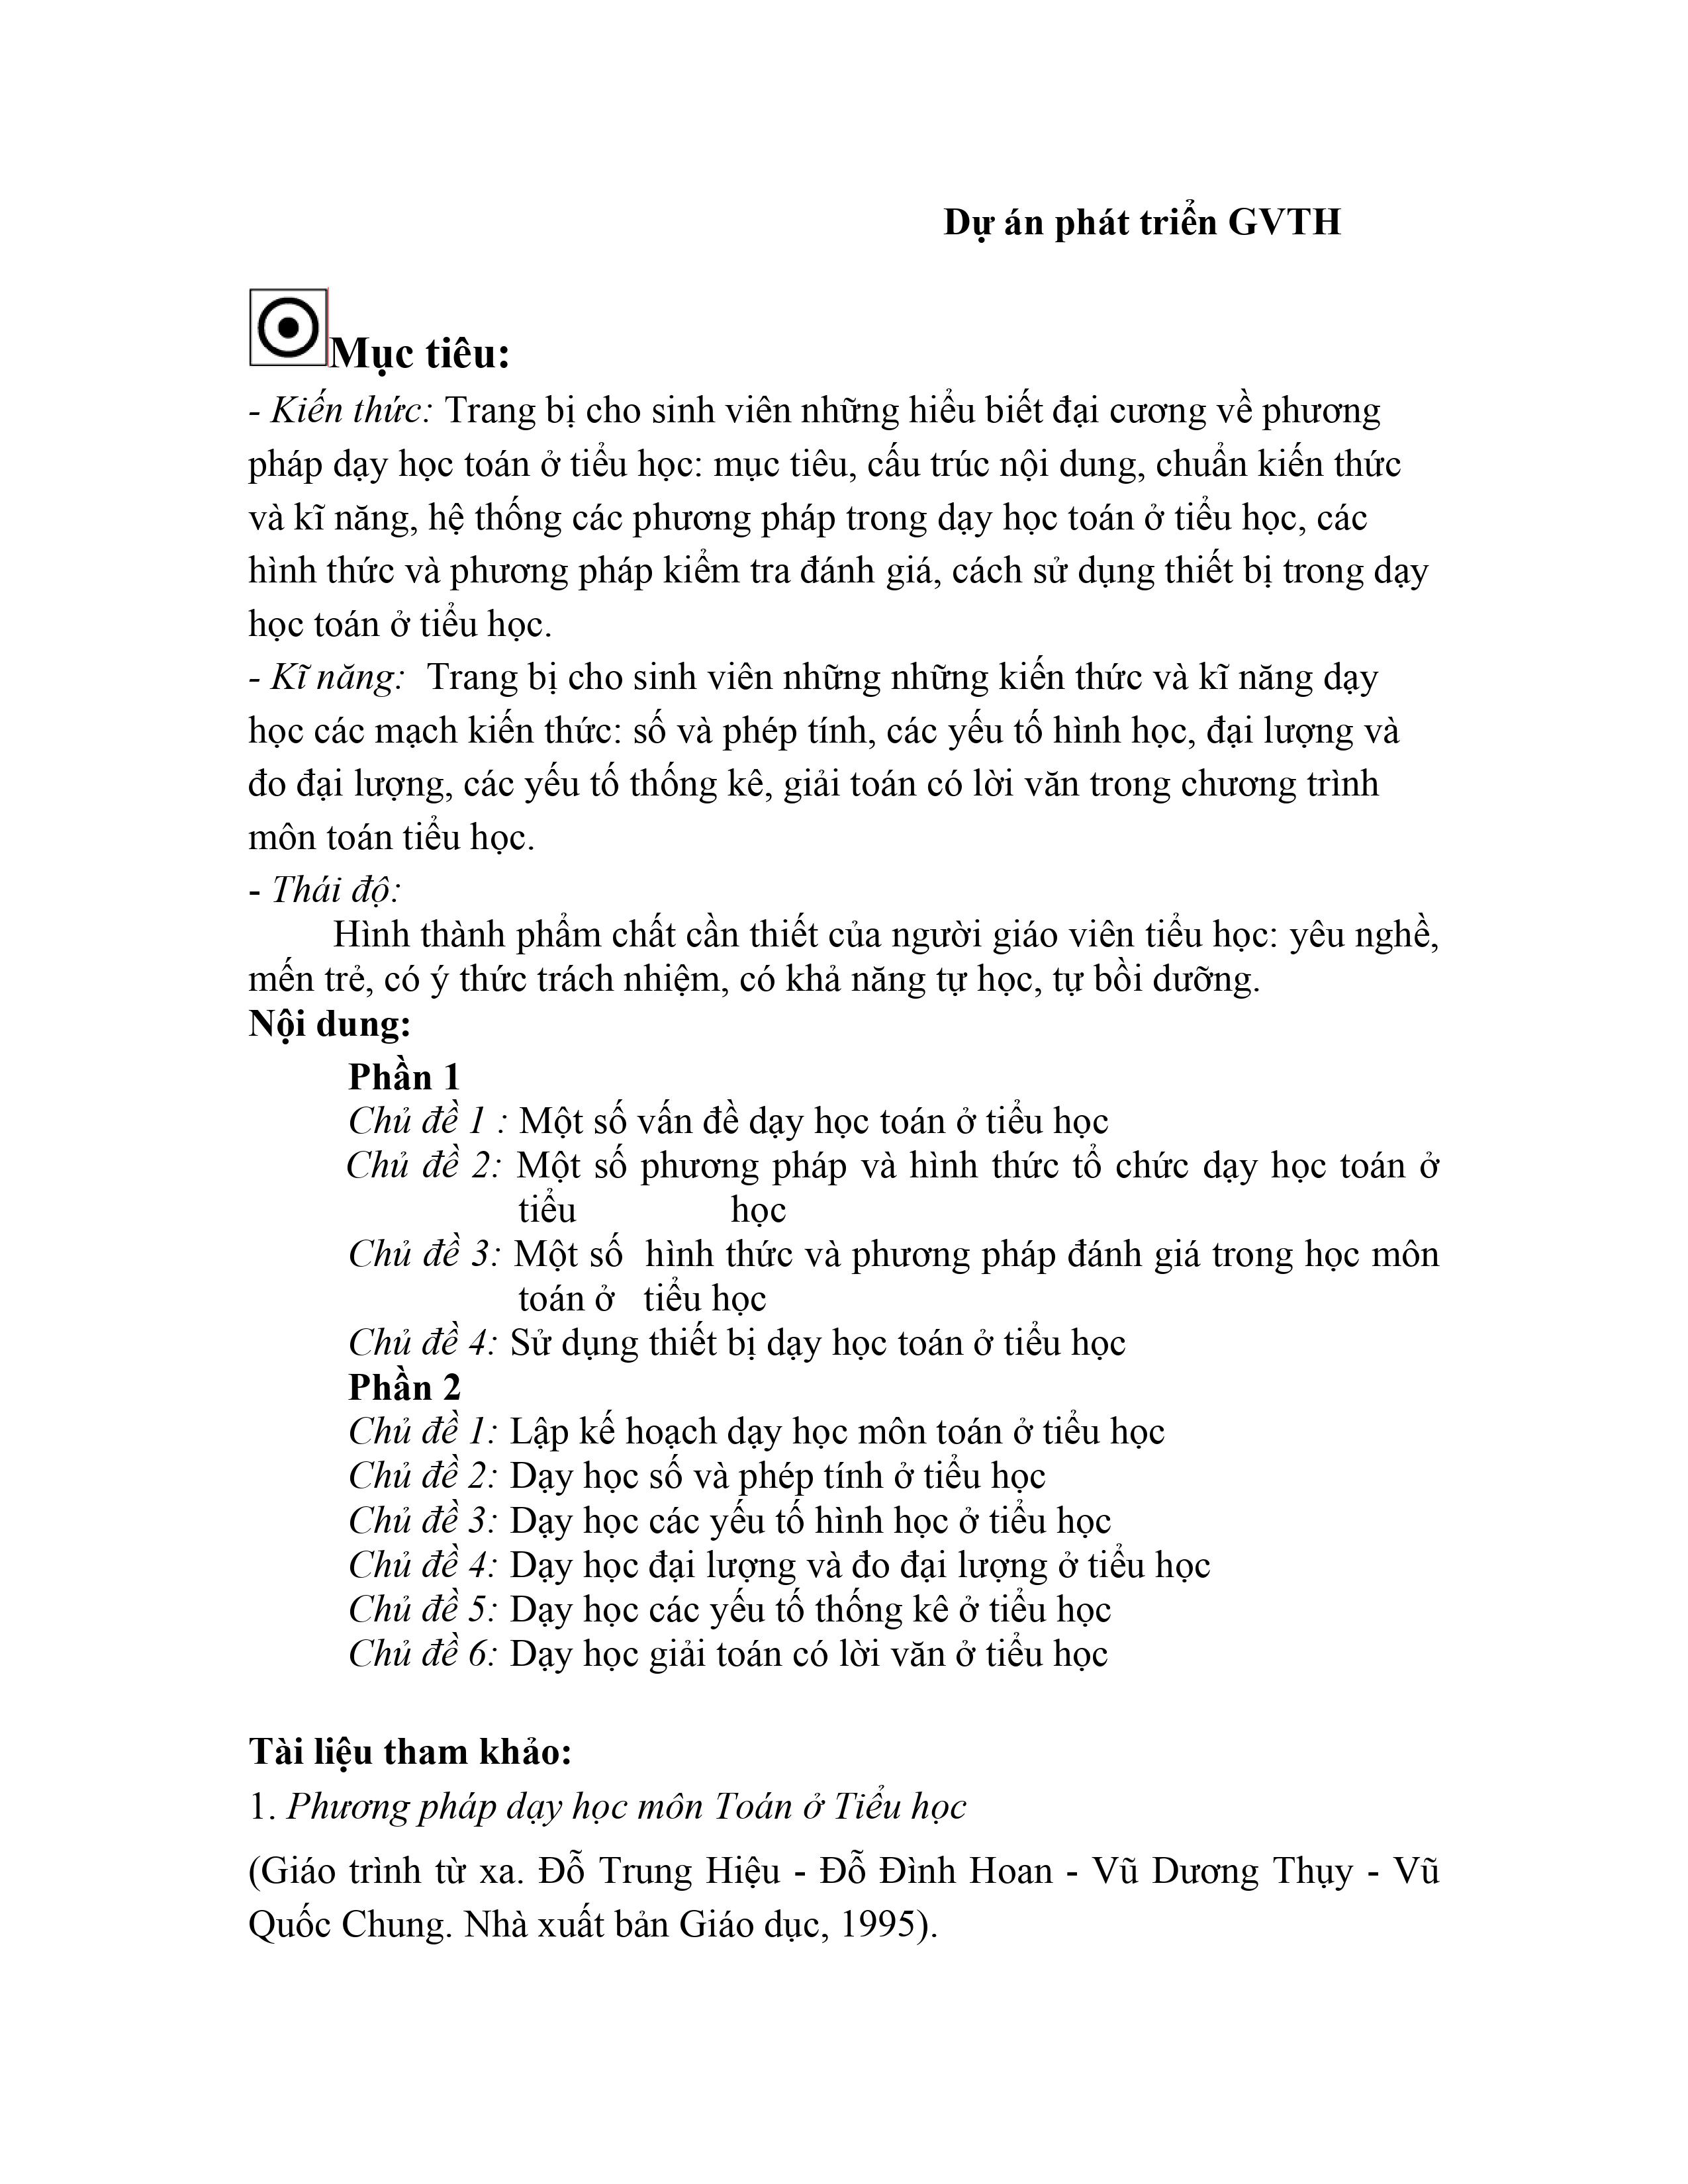 Dự án phát triển GVTH
Mục tiêu:
- Kiến thức: Trang bị cho sinh viên những hiểu biết đại cương về phương
pháp dạy học toán ở tiểu học: mục tiêu, cấu trúc nội dung, chuẩn kiến thức
và kĩ năng, hệ thống các phương pháp trong dạy học toán ở tiểu học, các
hình thức và phương pháp kiểm tra đánh giá, cách sử dụng thiết bị trong dạy
học toán ở tiểu học.
- Kĩ năng: Trang bị cho sinh viên những những kiến thức và kĩ năng dạy
học các mạch kiến thức: số và phép tính, các yếu tố hình học, đại lượng và
đo đại lượng, các yếu tố thống kê, giải toán có lời văn trong chương trình
môn toán tiểu học.
- Thái độ:
Hình thành phẩm chất cần thiết của người giáo viên tiểu học: yêu nghề,
mến trẻ, có ý thức trách nhiệm, có khả năng tự học, tự bồi dưỡng.
Nội dung:
Phần 1
Chủ đề 1 : Một số vấn đề dạy học toán ở tiểu học
Chủ đề 2: Một số phương pháp và hình thức tổ chức dạy học toán ở
tiểu học
Chủ đề 3: Một số hình thức và phương pháp đánh giá trong học môn
toán ở tiểu học
Chủ đề 4: Sử dụng thiết bị dạy học toán ở tiểu học
Phần 2
Chủ đề 1: Lập kế hoạch dạy học môn toán ở tiểu học
Chủ đề 2: Dạy học số và phép tính ở tiểu học
Chủ đề 3: Dạy học các yếu tố hình học ở tiểu học
Chủ đề 4: Dạy học đại lượng và đo đại lượng ở tiểu học
Chủ đề 5: Dạy học các yếu tố thống kê ở tiểu học
Chủ đề 6: Dạy học giải toán có lời văn ở tiểu học
Tài liệu tham khảo:
1. Phương pháp dạy học môn Toán ở Tiểu học
(Giáo trình từ xa. Đỗ Trung Hiệu - Đỗ Đình Hoan - Vũ Dương Thụy - Vũ
Quốc Chung. Nhà xuất bản Giáo dục, 1995).